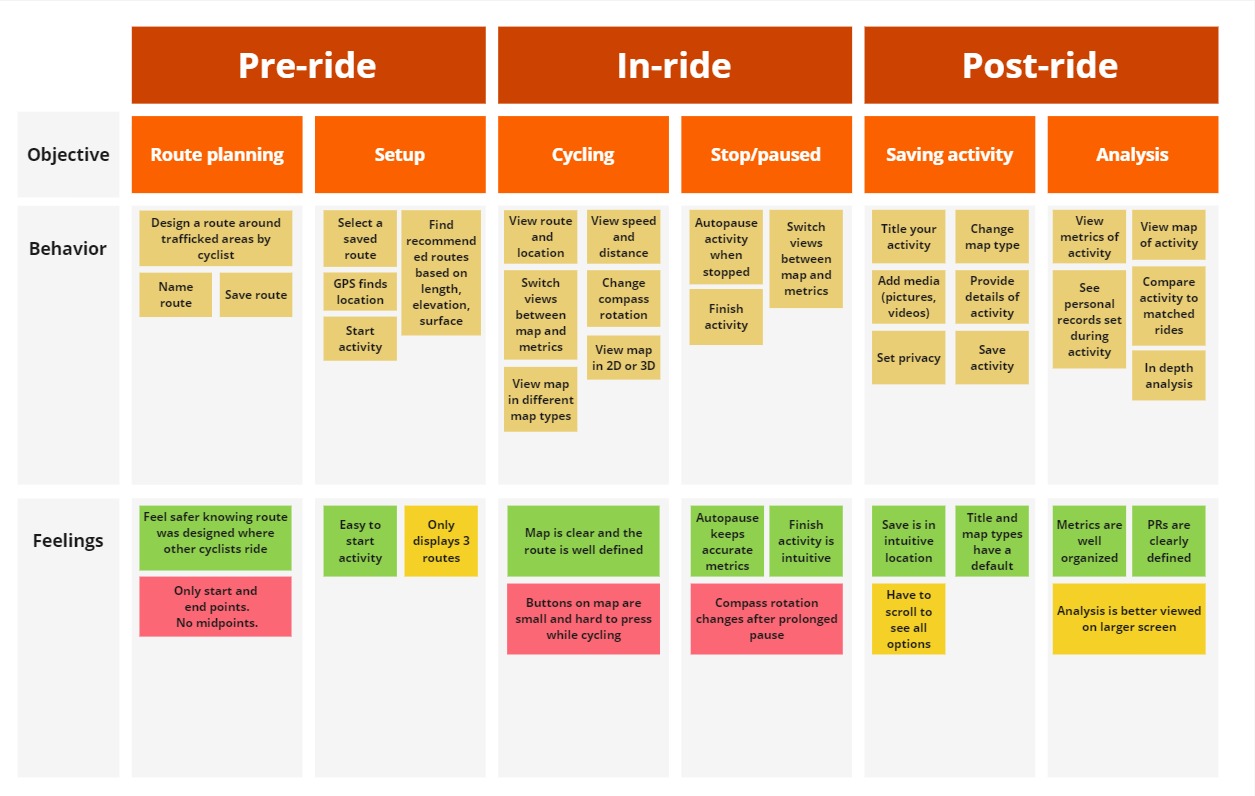 Pre-ride
In-ride
Post-ride
Objective
Route planning
Setup
Cycling
Stop/paused
Saving activity
Analysis
Behavior
Design a route around
trafficked areas by
cyclist
Name
route
Save route
Select a
saved
route
GPS finds
location
Start
activity
Find
recommend
ed routes
based on
length,
elevation,
surface
View route
and
location
View speed
and
distance
Switch
views
between
map and
metrics
Change
compass
rotation
View map
in 2D or 3D
View map
in different
map types
Autopause
activity
when
stopped
Finish
activity
Switch
views
between
map and
metrics
Title your
activity
Change
map type
Add media
(pictures,
videos)
Provide
details of
activity
Set privacy
Save
activity
View
metrics of
activity
View map
of activity
See
personal
records set
during
activity
Compare
activity to
matched
rides
In depth
analysis
Feelings
Feel safer knowing route
was designed where
other cyclists ride
Only start and
end points.
No midpoints.
Easy to
start
activity
Only
displays 3
routes
Map is clear and the
route is well defined
Buttons on map are
small and hard to press
while cycling
Autopause
keeps
accurate
metrics
Finish
activity is
intuitive
Compass rotation
changes after prolonged
pause
Save is in
intuitive
location
Title and
map types
have a
default
Have to
scroll to
see all
options
Metrics are
well
organized
PRs are
clearly
defined
Analysis is better viewed
on larger screen